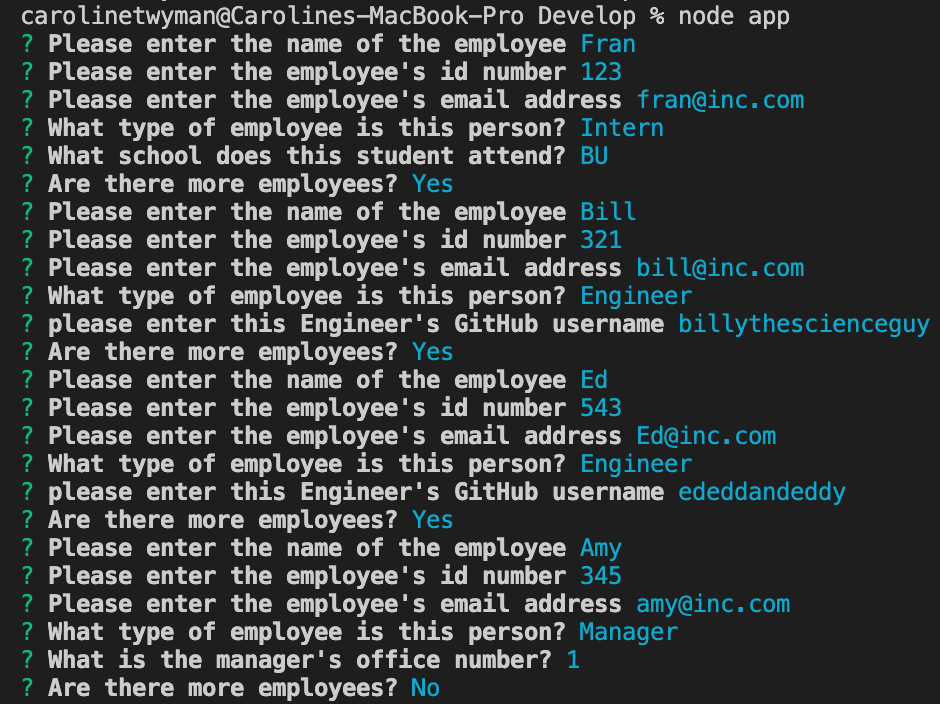 carolinetwyman@Carolines-MacBook-Pro Develop % node app
? Please enter the name of the employee Fran
? Please enter the employee's id number 123
? Please enter the employee's email address fran@inc.com
? What type of employee is this person? Intern
? What school does this student attend? BU
? Are there more employees? Yes
? Please enter the name of the employee Bill
? Please enter the employee's id number 321
? Please enter the employee's email address bill@inc.com
? What type of employee is this person? Engineer
? please enter this Engineer's GitHub username billythescienceguy
? Are there more employees? Yes
? Please enter the name of the employee Ed
? Please enter the employee's id number 543
? Please enter the employee's email address Ed@inc.com
? What type of employee is this person? Engineer
? please enter this Engineer's GitHub username ededdandeddy
? Are there more employees? Yes
? Please enter the name of the employee Amy
? Please enter the employee's id number 345
? Please enter the employee's email address amy@inc.com
? What type of employee is this person? Manager
? What is the manager's office number? 1
? Are there more employees? No